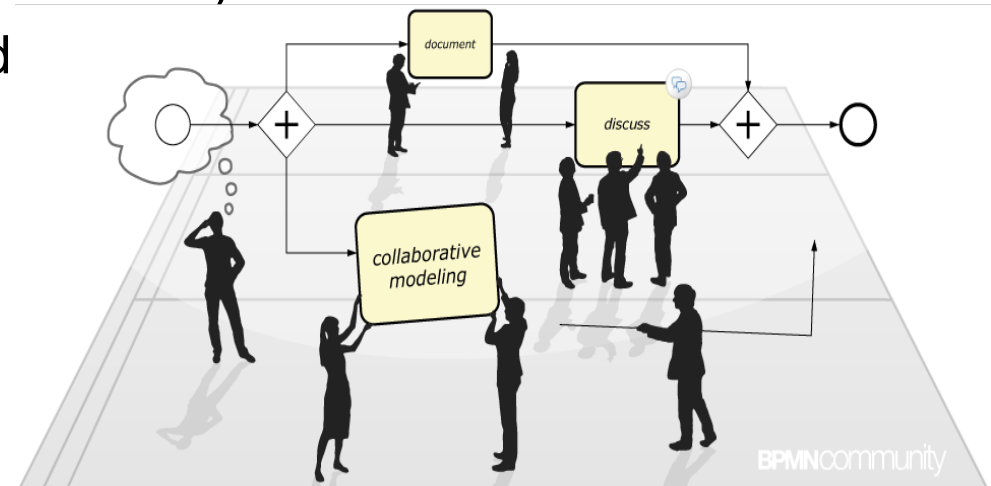 d
document
discuss
collaborative
modeling
BPMNcommunity